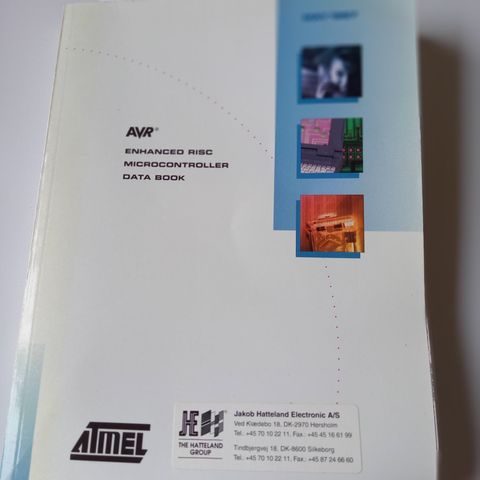 AVR®
ENHANCED RISC
MICROCONTROLLER
DATA BOOK
ATMEL
THE HATTELAND
GROUP
Jakob Hatteland Electronic A/S
Ved Klædebo 18, DK-2970 Hørsholm
Tel.: +45 70 10 22 11, Fax.: +45 45 16 61 99
Tindbjergvej 18, DK-8600 Silkeborg
Tel.: +45 70 10 22 11, Fax.: +45 87 24 66 60